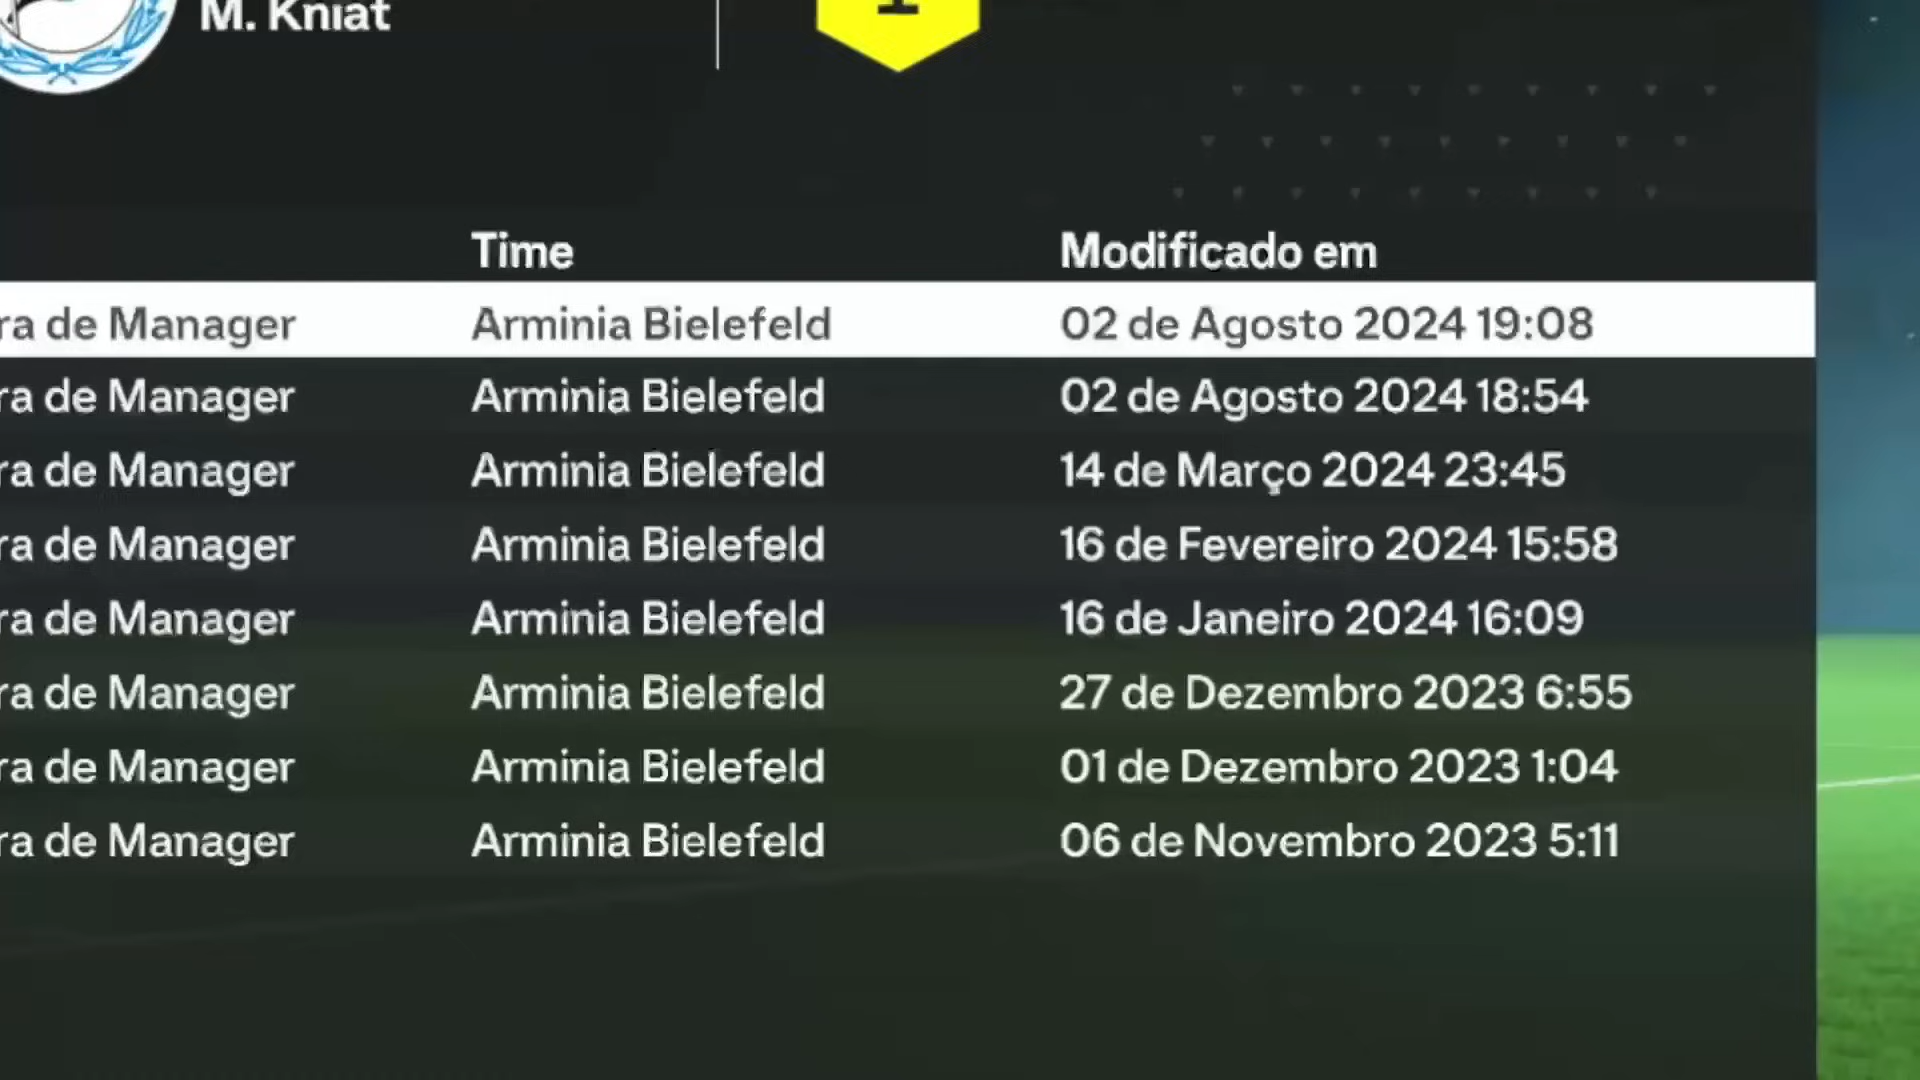 M. Kniat
1
Time Modificado em
ra de Manager Arminia Bielefeld 02 de Agosto 2024 19:08
ra de Manager Arminia Bielefeld 02 de Agosto 2024 18:54
ra de Manager Arminia Bielefeld 14 de Março 2024 23:45
ra de Manager Arminia Bielefeld 16 de Fevereiro 2024 15:58
ra de Manager Arminia Bielefeld 16 de Janeiro 2024 16:09
ra de Manager Arminia Bielefeld 27 de Dezembro 2023 6:55
ra de Manager Arminia Bielefeld 01 de Dezembro 2023 1:04
ra de Manager Arminia Bielefeld 06 de Novembro 2023 5:11